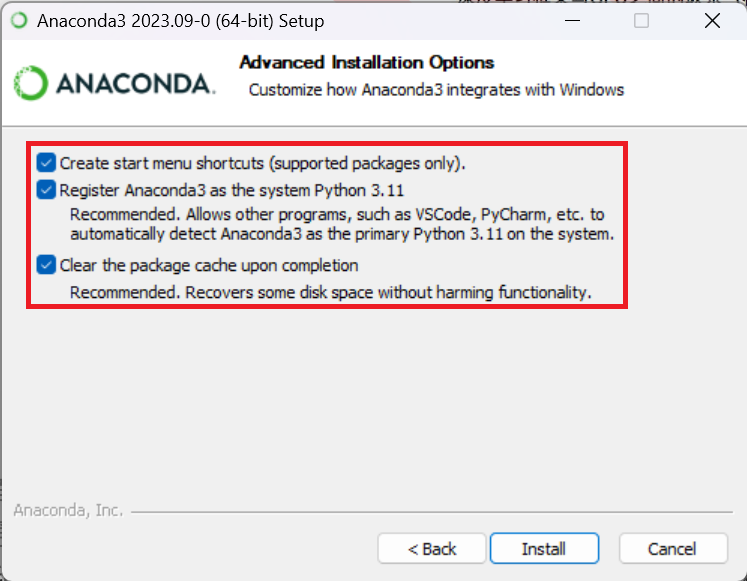 Anaconda3 2023.09-0 (64-bit) Setup
ANACONDA.
Advanced Installation Options
Customize how Anaconda3 integrates with Windows
Create start menu shortcuts (supported packages only).
Register Anaconda3 as the system Python 3.11
Recommended. Allows other programs, such as VSCode, PyCharm, etc. to
automatically detect Anaconda3 as the primary Python 3.11 on the system.
Clear the package cache upon completion
Recommended. Recovers some disk space without harming functionality.
Anaconda, Inc.
< Back
Install
Cancel